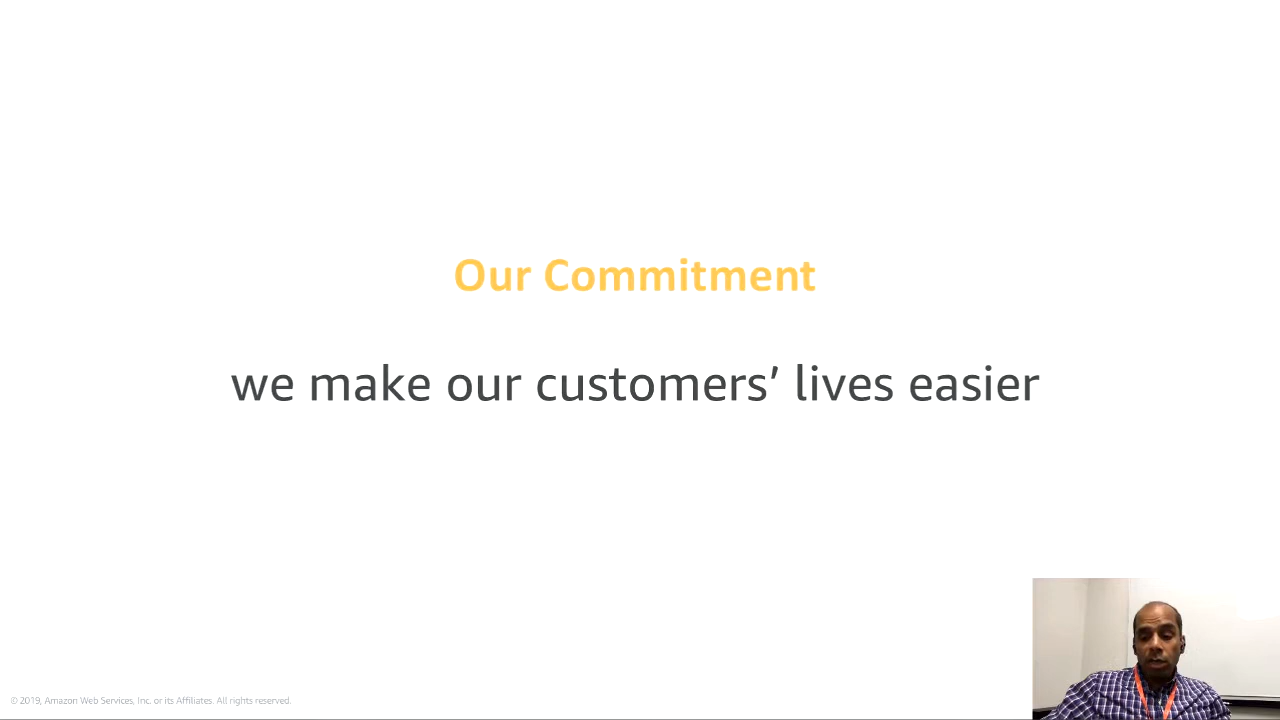 Our Commitment
we make our customers’ lives easier
© 2019, Amazon Web Services, Inc. or its Affiliates. All rights reserved.